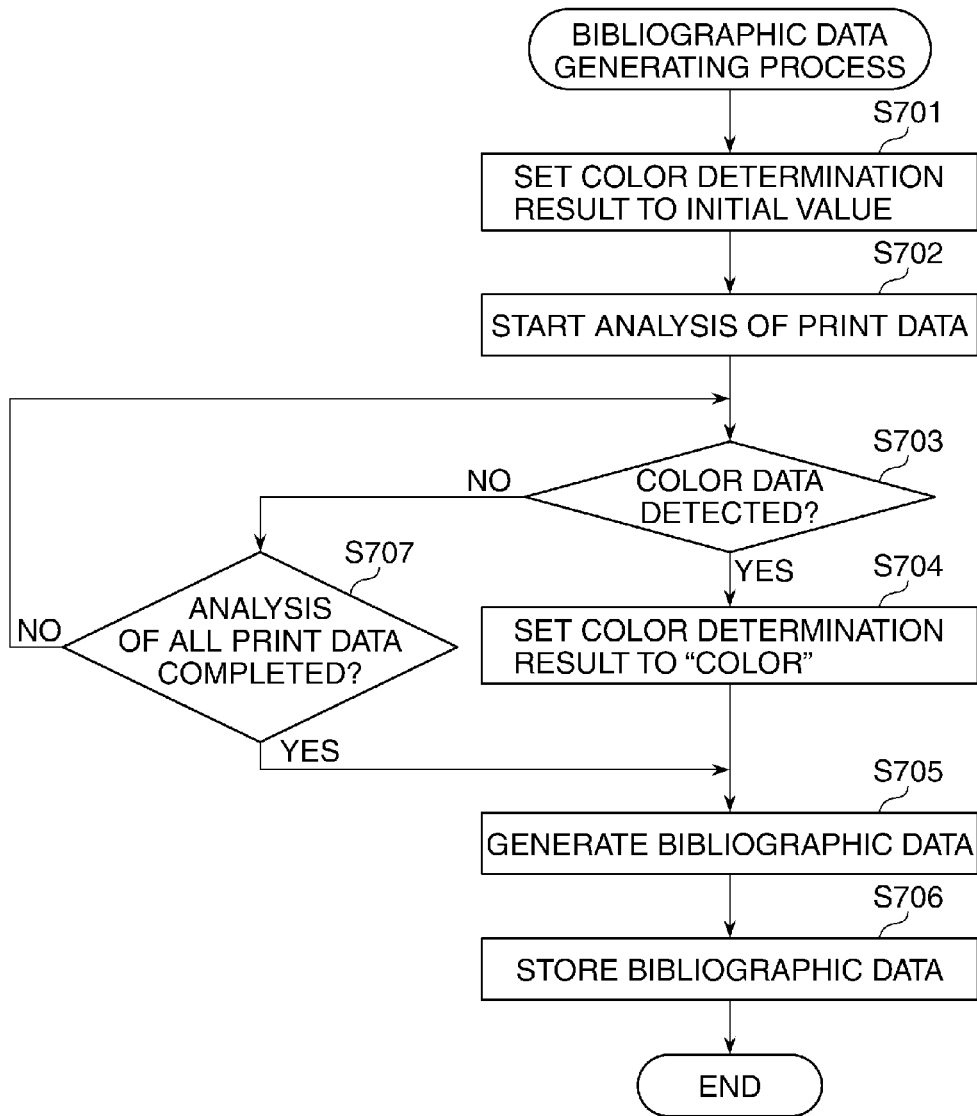 BIBLIOGRAPHIC DATA
GENERATING PROCESS
S701
SET COLOR DETERMINATION
RESULT TO INITIAL VALUE
S702
START ANALYSIS OF PRINT DATA
S703
COLOR DATA
DETECTED?
NO
YES
S707
ANALYSIS
OF ALL PRINT DATA
COMPLETED?
NO
YES
S704
SET COLOR DETERMINATION
RESULT TO “COLOR”
S705
GENERATE BIBLIOGRAPHIC DATA
S706
STORE BIBLIOGRAPHIC DATA
END